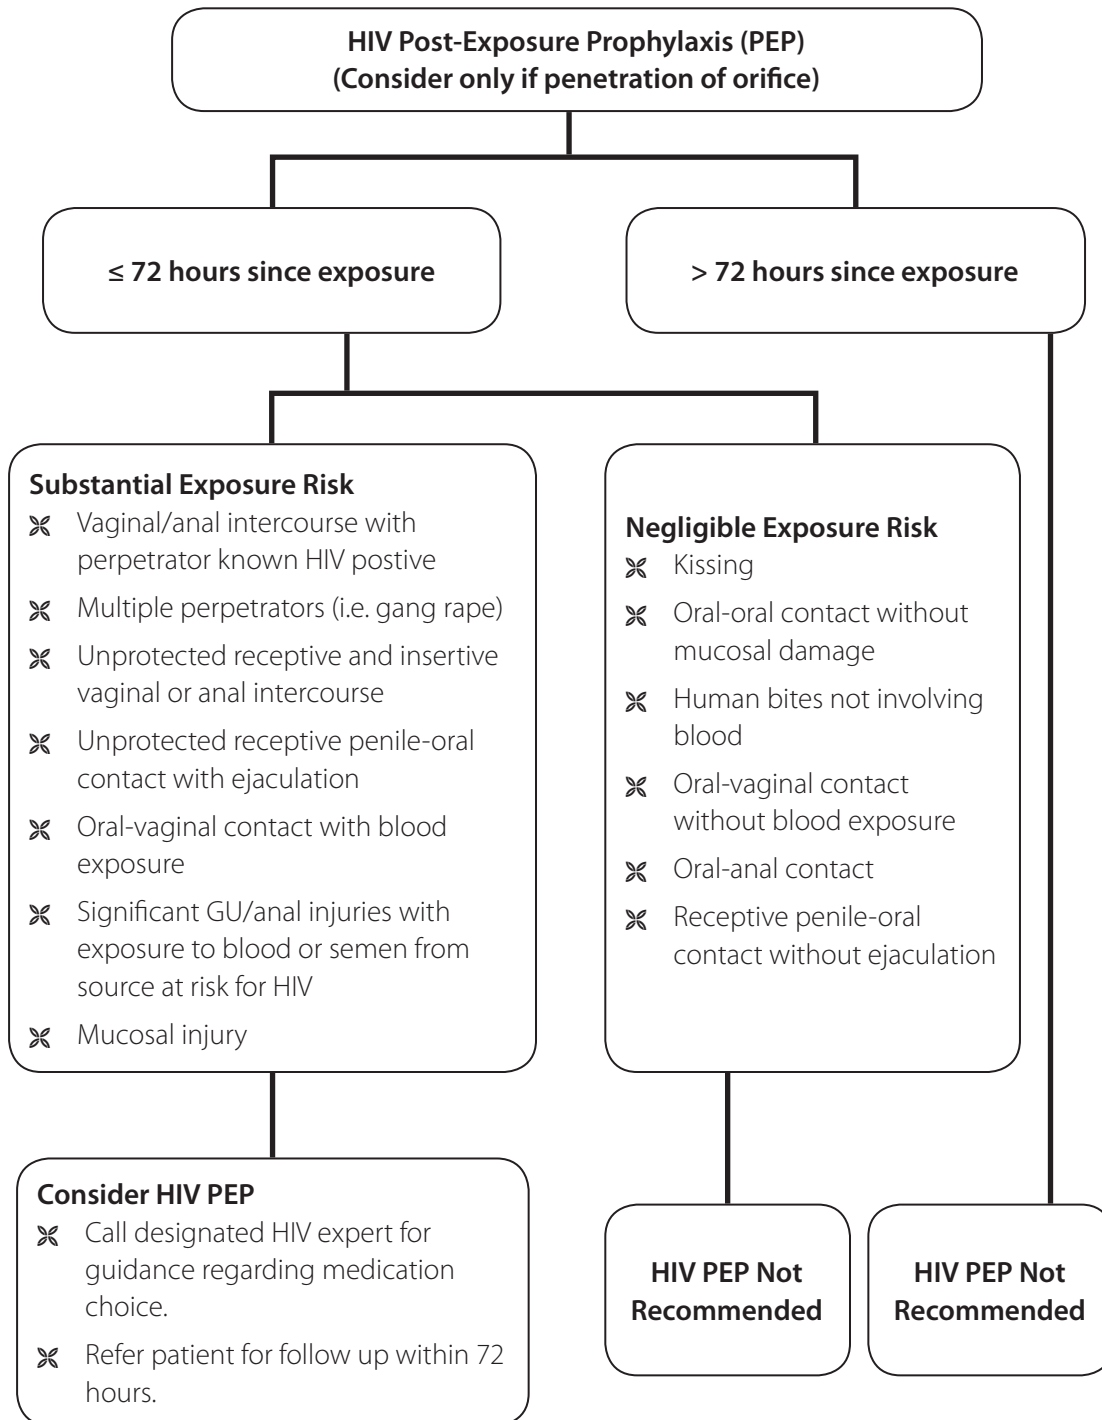 HIV Post-Exposure Prophylaxis (PEP)
(Consider only if penetration of orifice)
≤ 72 hours since exposure
> 72 hours since exposure
Substantial Exposure Risk
Vaginal/anal intercourse with
perpetrator known HIV postive
Multiple perpetrators (i.e. gang rape)
Unprotected receptive and insertive
vaginal or anal intercourse
Unprotected receptive penile-oral
contact with ejaculation
Oral-vaginal contact with blood
exposure
Significant GU/anal injuries with
exposure to blood or semen from
source at risk for HIV
Mucosal injury
Negligible Exposure Risk
Kissing
Oral-oral contact without
mucosal damage
Human bites not involving
blood
Oral-vaginal contact
without blood exposure
Oral-anal contact
Receptive penile-oral
contact without ejaculation
Consider HIV PEP
Call designated HIV expert for
guidance regarding medication
choice.
Refer patient for follow up within 72
hours.
HIV PEP Not
Recommended
HIV PEP Not
Recommended